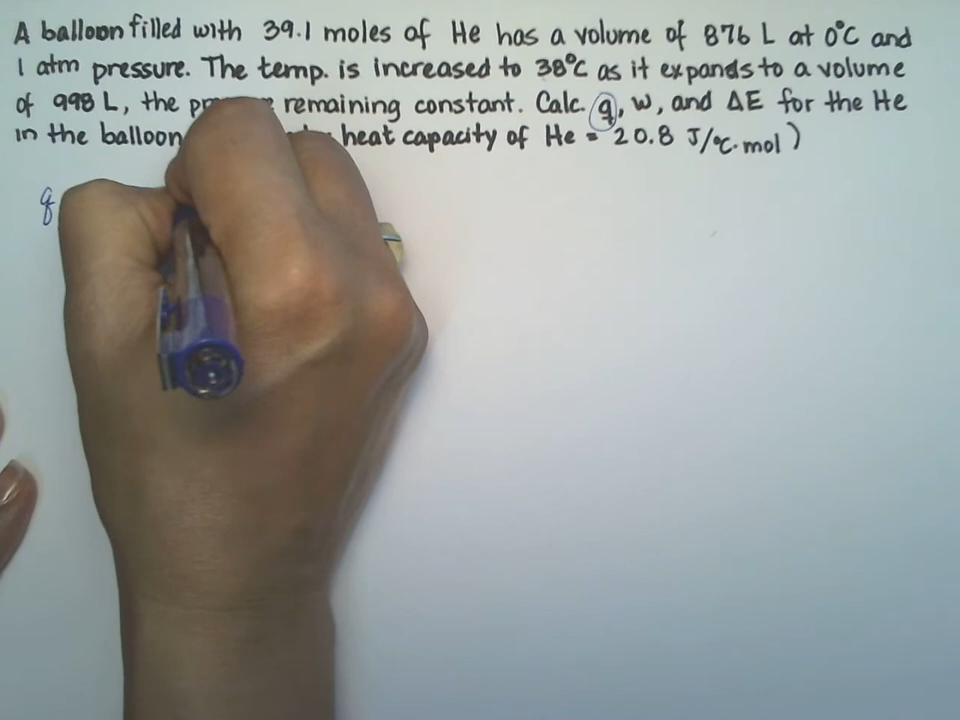 A balloon filled with 39.1 moles of He has a volume of 876 L at 0°C and
1 atm pressure. The temp. is increased to 38°C as it expands to a volume
of 998 L, the remaining constant. Calc. q, w, and ΔE for the He
in the balloon heat capacity of He = 20.8 J/°C·mol)
q